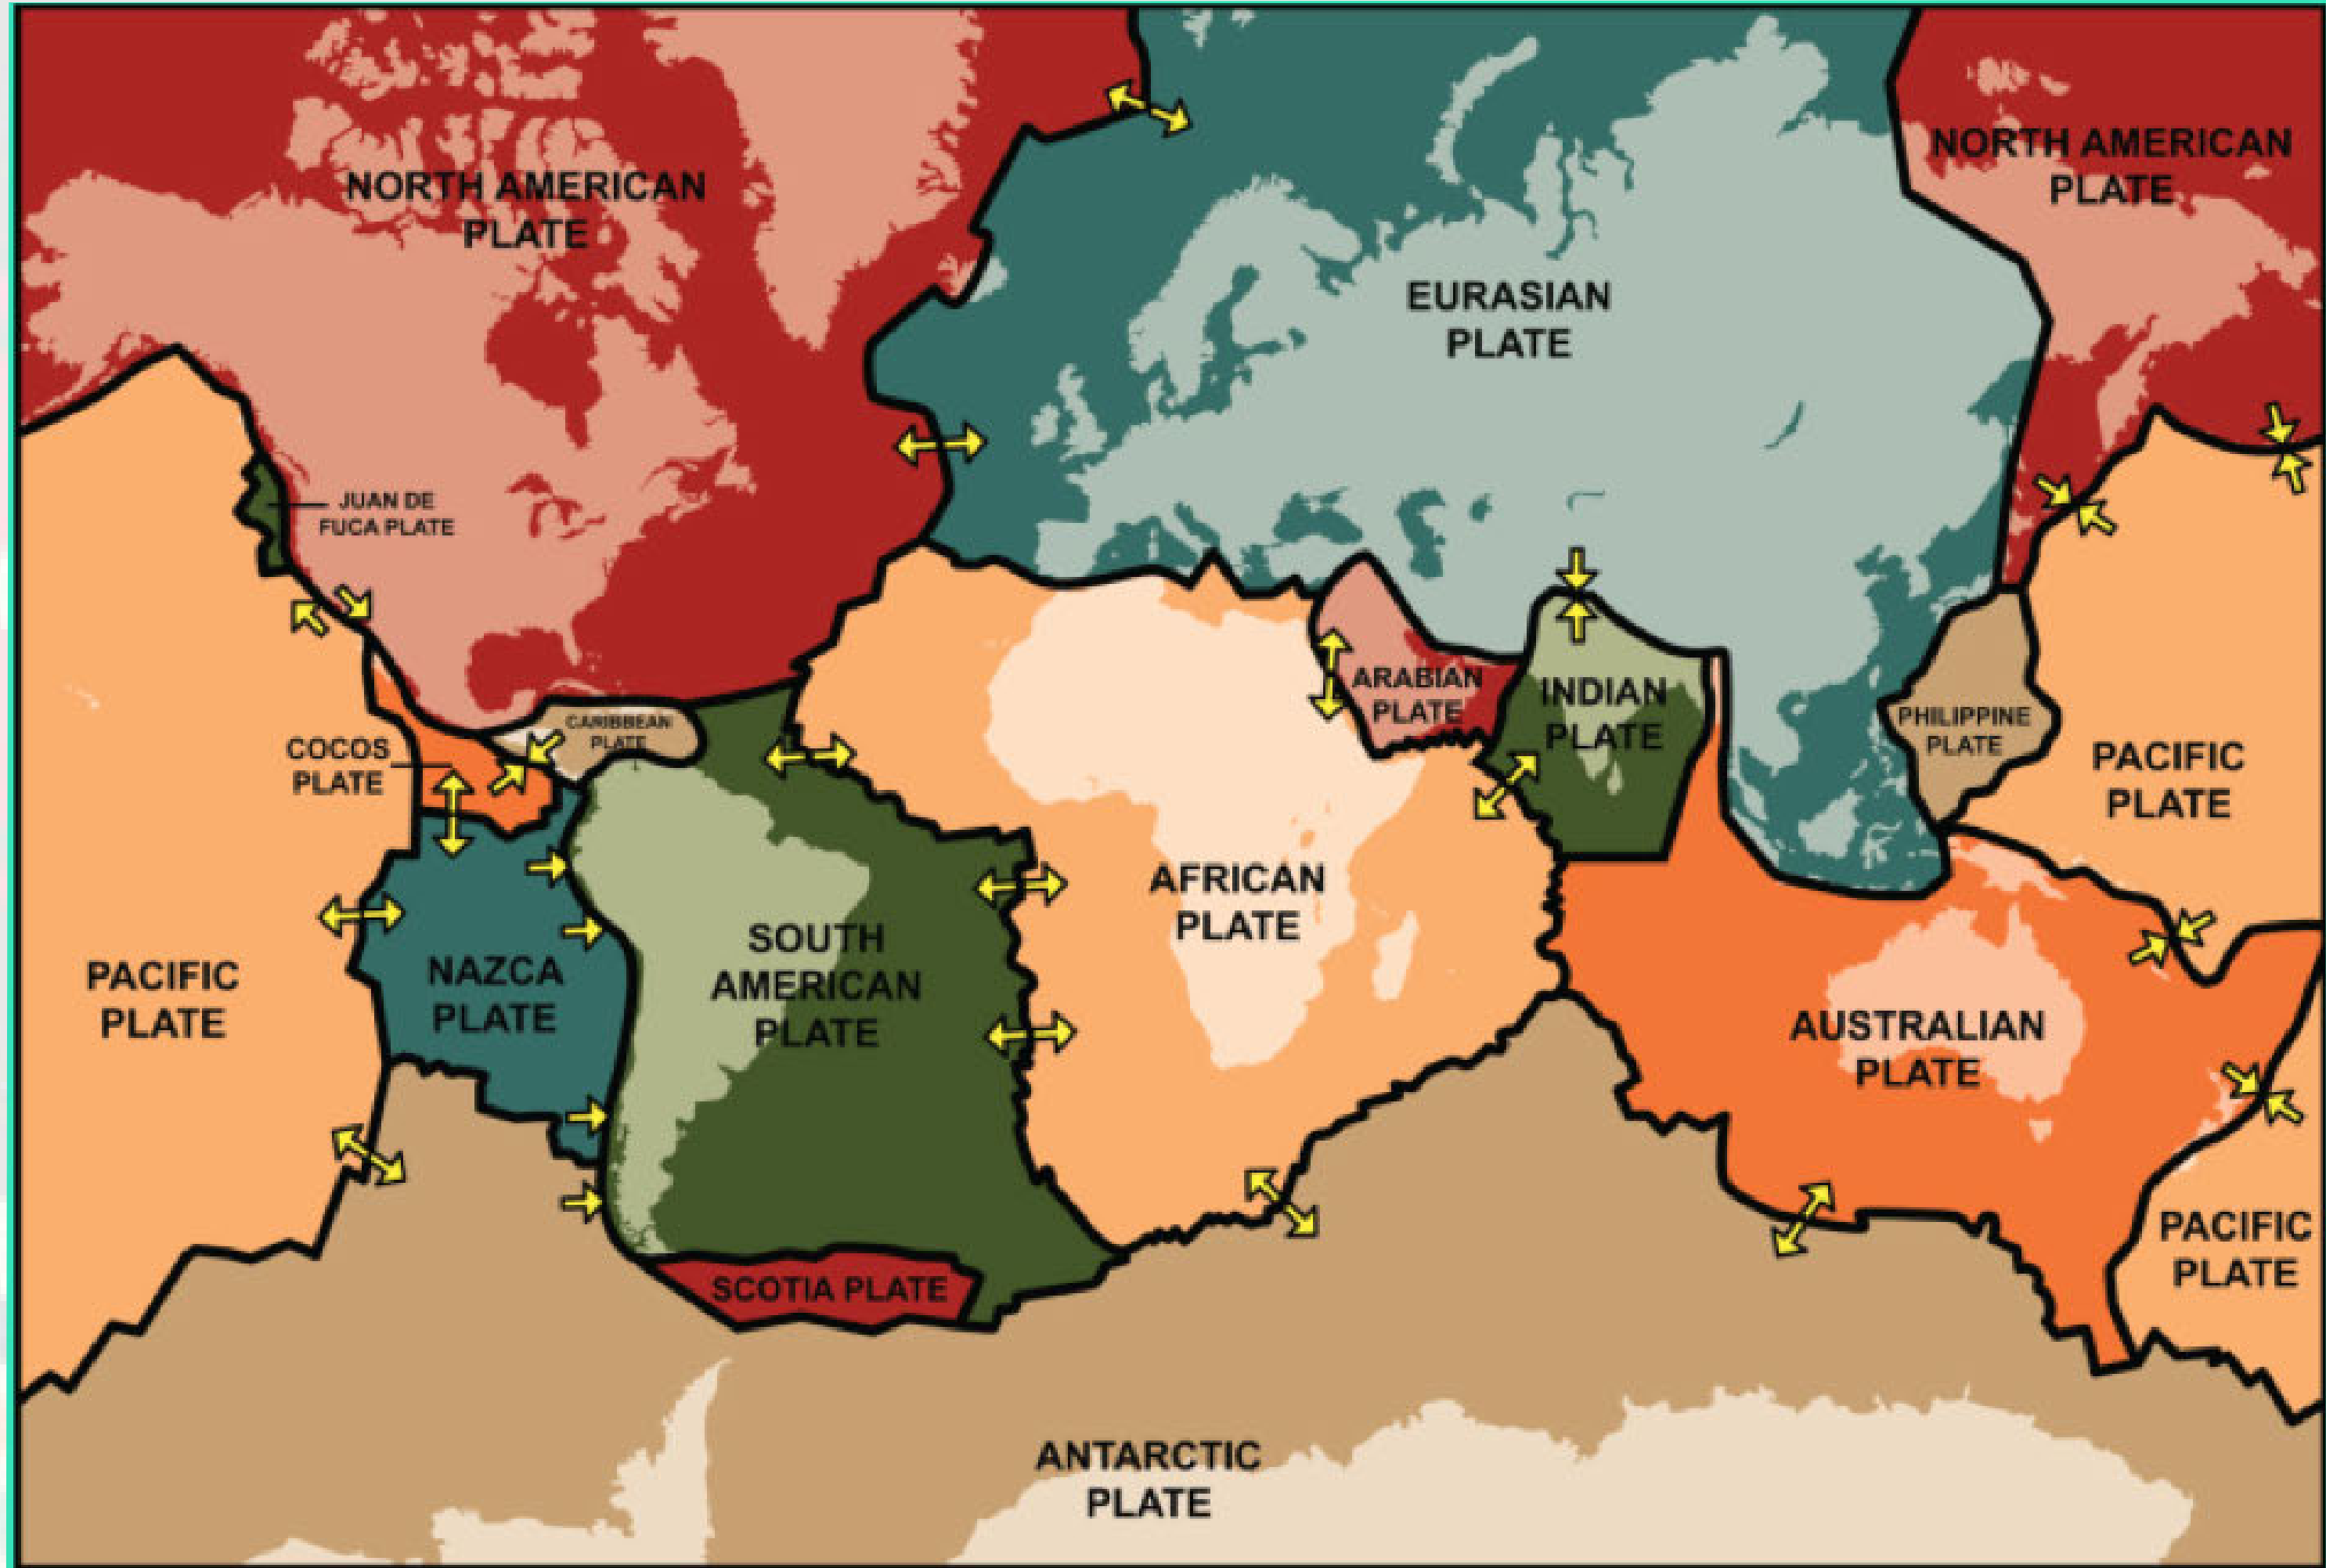 NORTH AMERICAN
PLATE
NORTH AMERICAN
PLATE
EURASIAN
PLATE
JUAN DE
FUCA PLATE
ARABIAN
PLATE
INDIAN
PLATE
CARIBBEAN
PLATE
PHILIPPINE
PLATE
COCOS
PLATE
PACIFIC
PLATE
AFRICAN
PLATE
SOUTH
AMERICAN
PLATE
NAZCA
PLATE
PACIFIC
PLATE
AUSTRALIAN
PLATE
PACIFIC
PLATE
SCOTIA PLATE
ANTARCTIC
PLATE